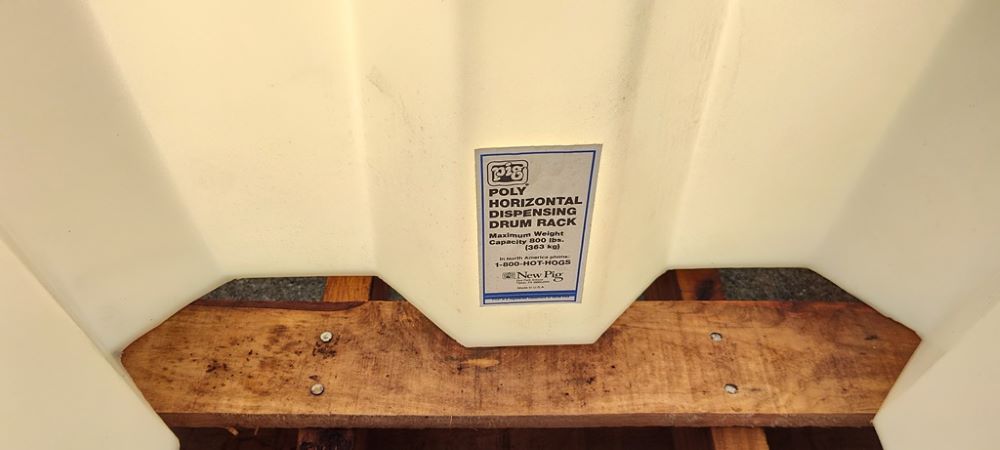 pig
POLY
HORIZONTAL
DISPENSING
DRUM RACK
Maximum Weight
Capacity 800 lbs.
(363 kg)
In North America phone:
1-800-HOT-HOGS
pig New Pig
Made in U.S.A.